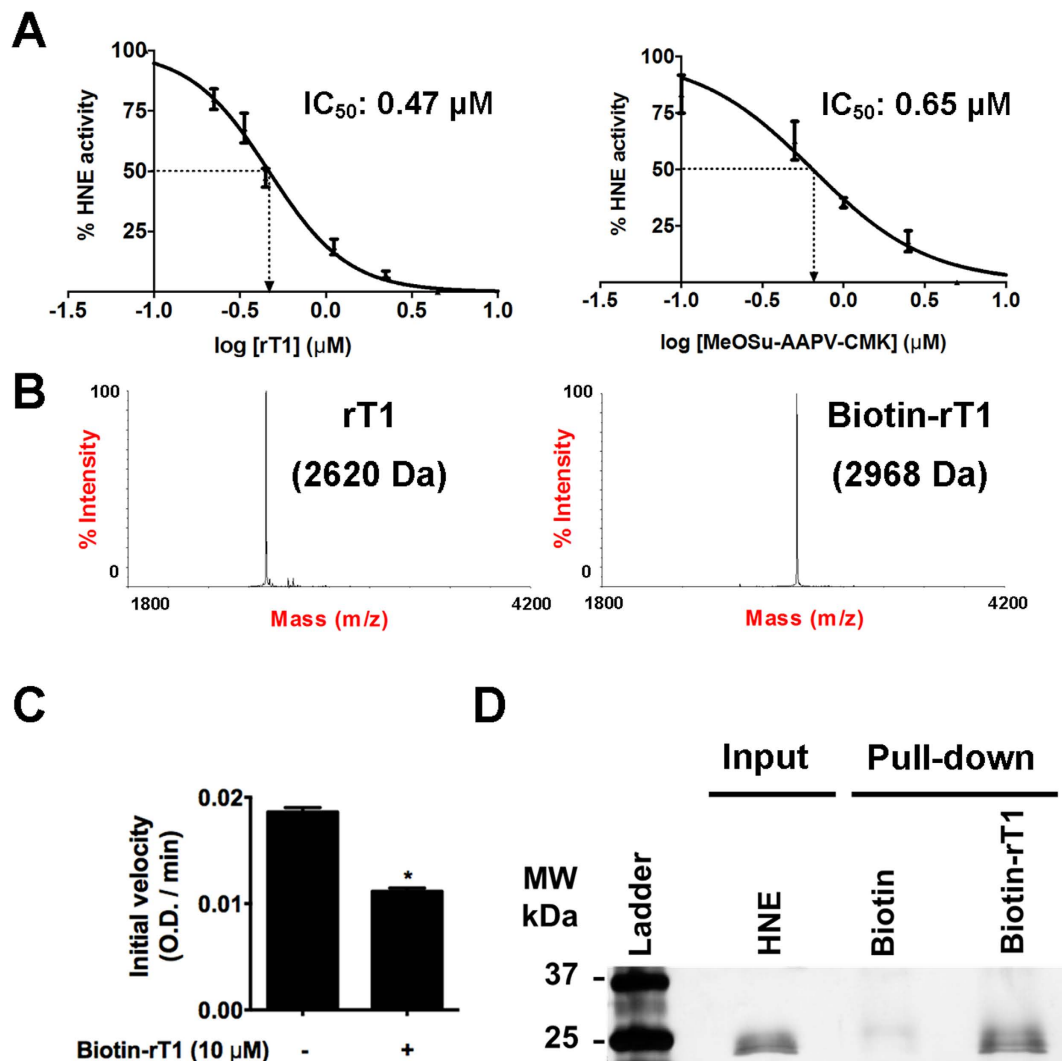 A
100
75
50
25
% HNE activity
IC50: 0.47 µM
-1.5 -1.0 -0.5 0.0 0.5 1.0
log [rT1] (µM)
100
75
50
25
% HNE activity
IC50: 0.65 µM
-1.5 -1.0 -0.5 0.0 0.5 1.0
log [MeOSu-AAPV-CMK] (µM)
B
100
0
% Intensity
rT1
(2620 Da)
1800 4200
Mass (m/z)
100
0
% Intensity
Biotin-rT1
(2968 Da)
1800 4200
Mass (m/z)
C
Initial velocity
(O.D. / min)
0.02
0.01
0.00
*
Biotin-rT1 (10 µM) - +
D
Input Pull-down
MW
kDa
Ladder
HNE
Biotin
Biotin-rT1
37 -
25 -